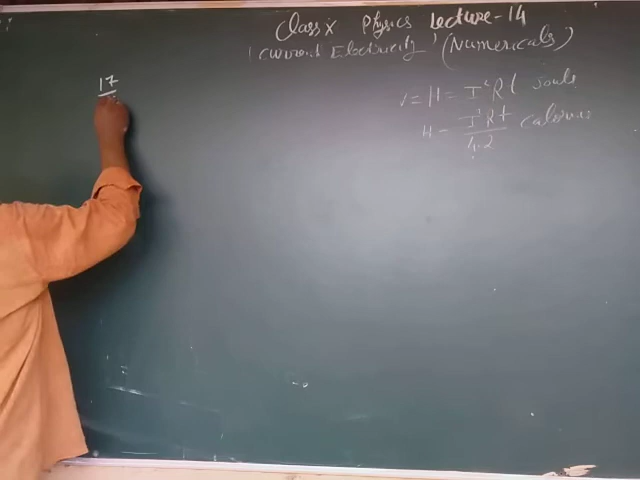 Class X Physics Lecture-14
'Current Electricity' (Numericals)
17
H = I²Rt Joule
H = I²Rt/4.2 calories